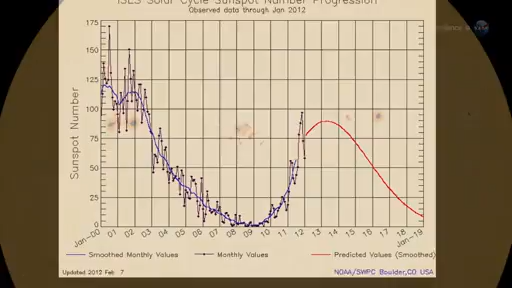 ISES Solar Cycle Sunspot Number Progression
Observed data through Jan 2012
175
150
125
100
75
50
25
0
Sunspot Number
Jan-00 01 02 03 04 05 06 07 08 09 10 11 12 13 14 15 16 17 18 Jan-19
Smoothed Monthly Values
Monthly Values
Predicted Values (Smoothed)
Updated 2012 Feb 7
NOAA/SWPC Boulder,CO USA